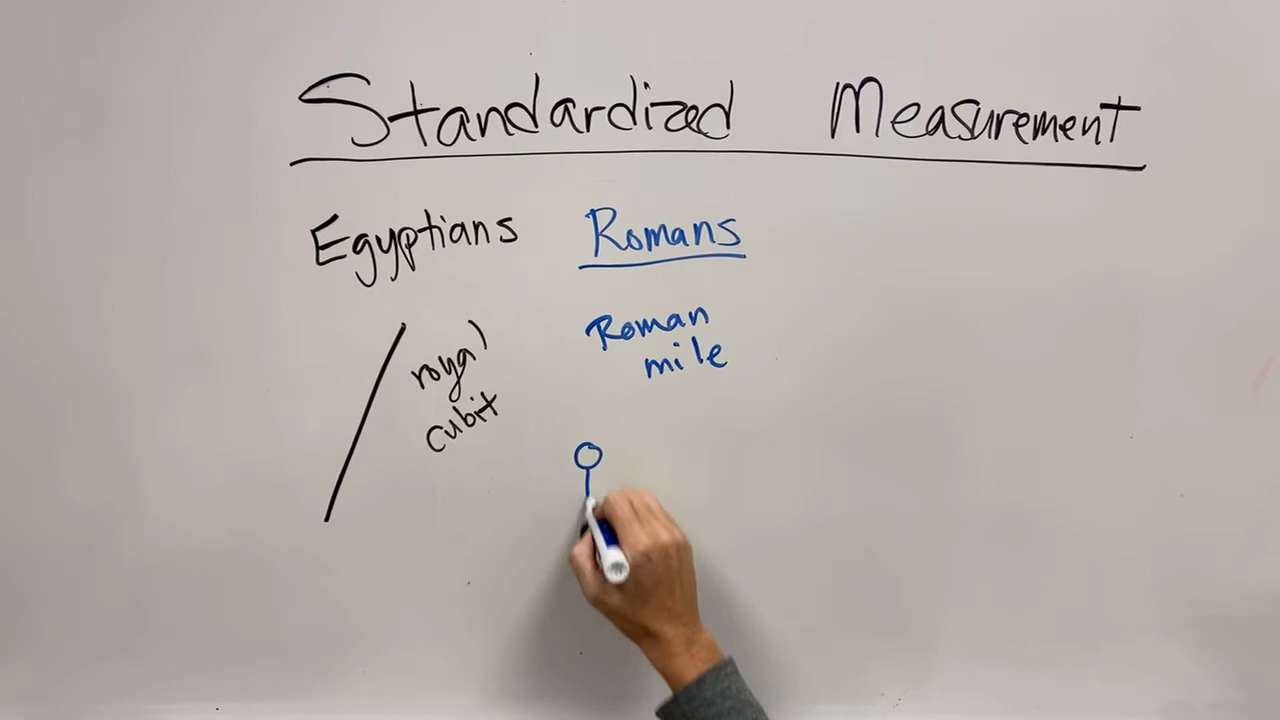 Standardized Measurement
Egyptians
royal
cubit
Romans
Roman
mile